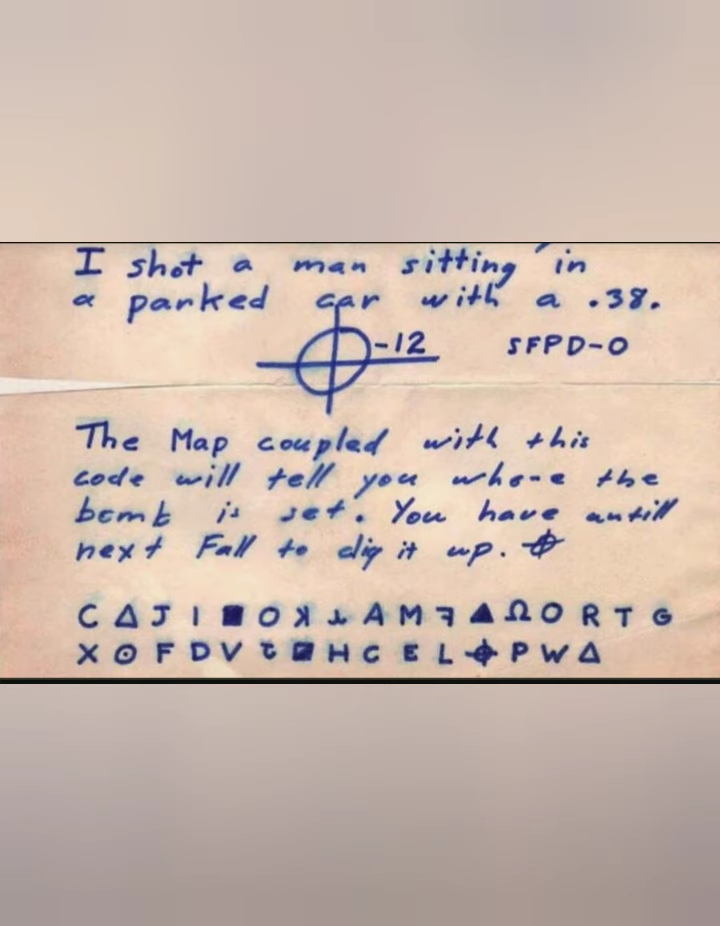 I shot a man sitting in
a parked car with a .38.
⌖-12 SFPD-0
The Map coupled with this
code will tell you where the
bomb is set. You have untill
next Fall to dig it up. ⌖
C Δ J I ■ O ꓘ ⅄ A M ꟻ ▲ Ω O R T G
X ⊙ F D V Ʇ ◪ H C E L ⌖ P W Δ